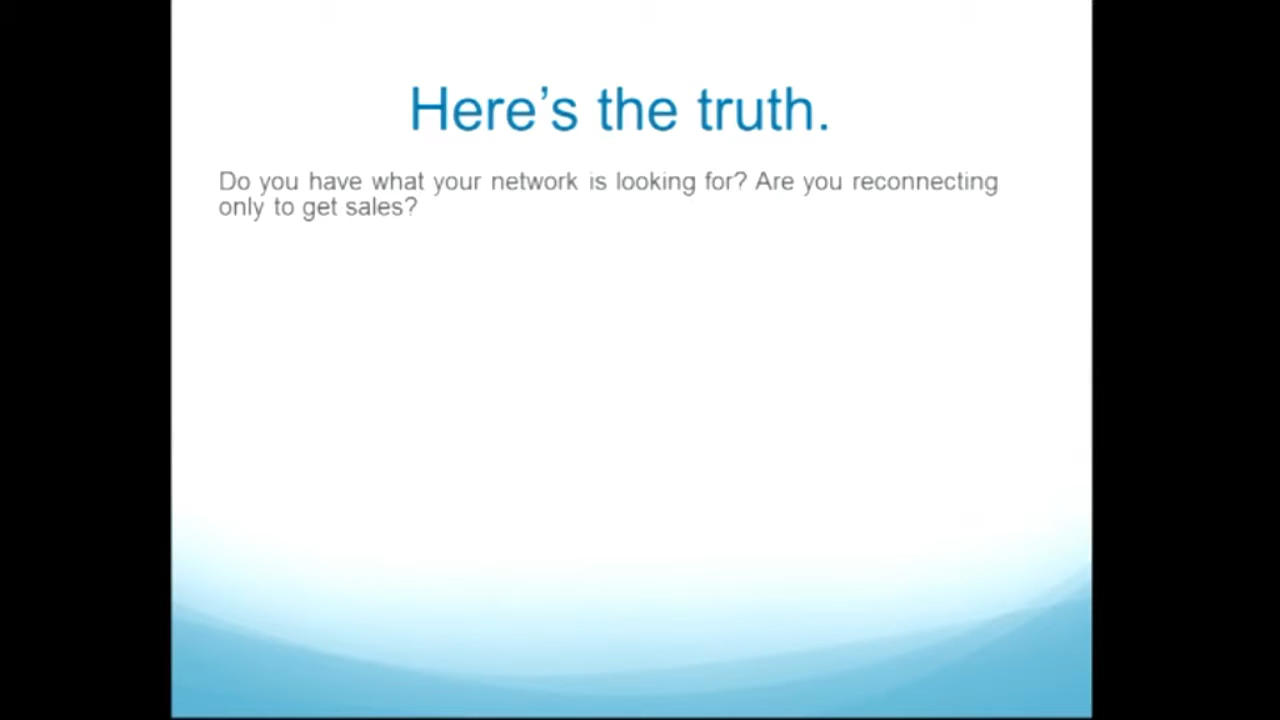 Here’s the truth.
Do you have what your network is looking for? Are you reconnecting
only to get sales?